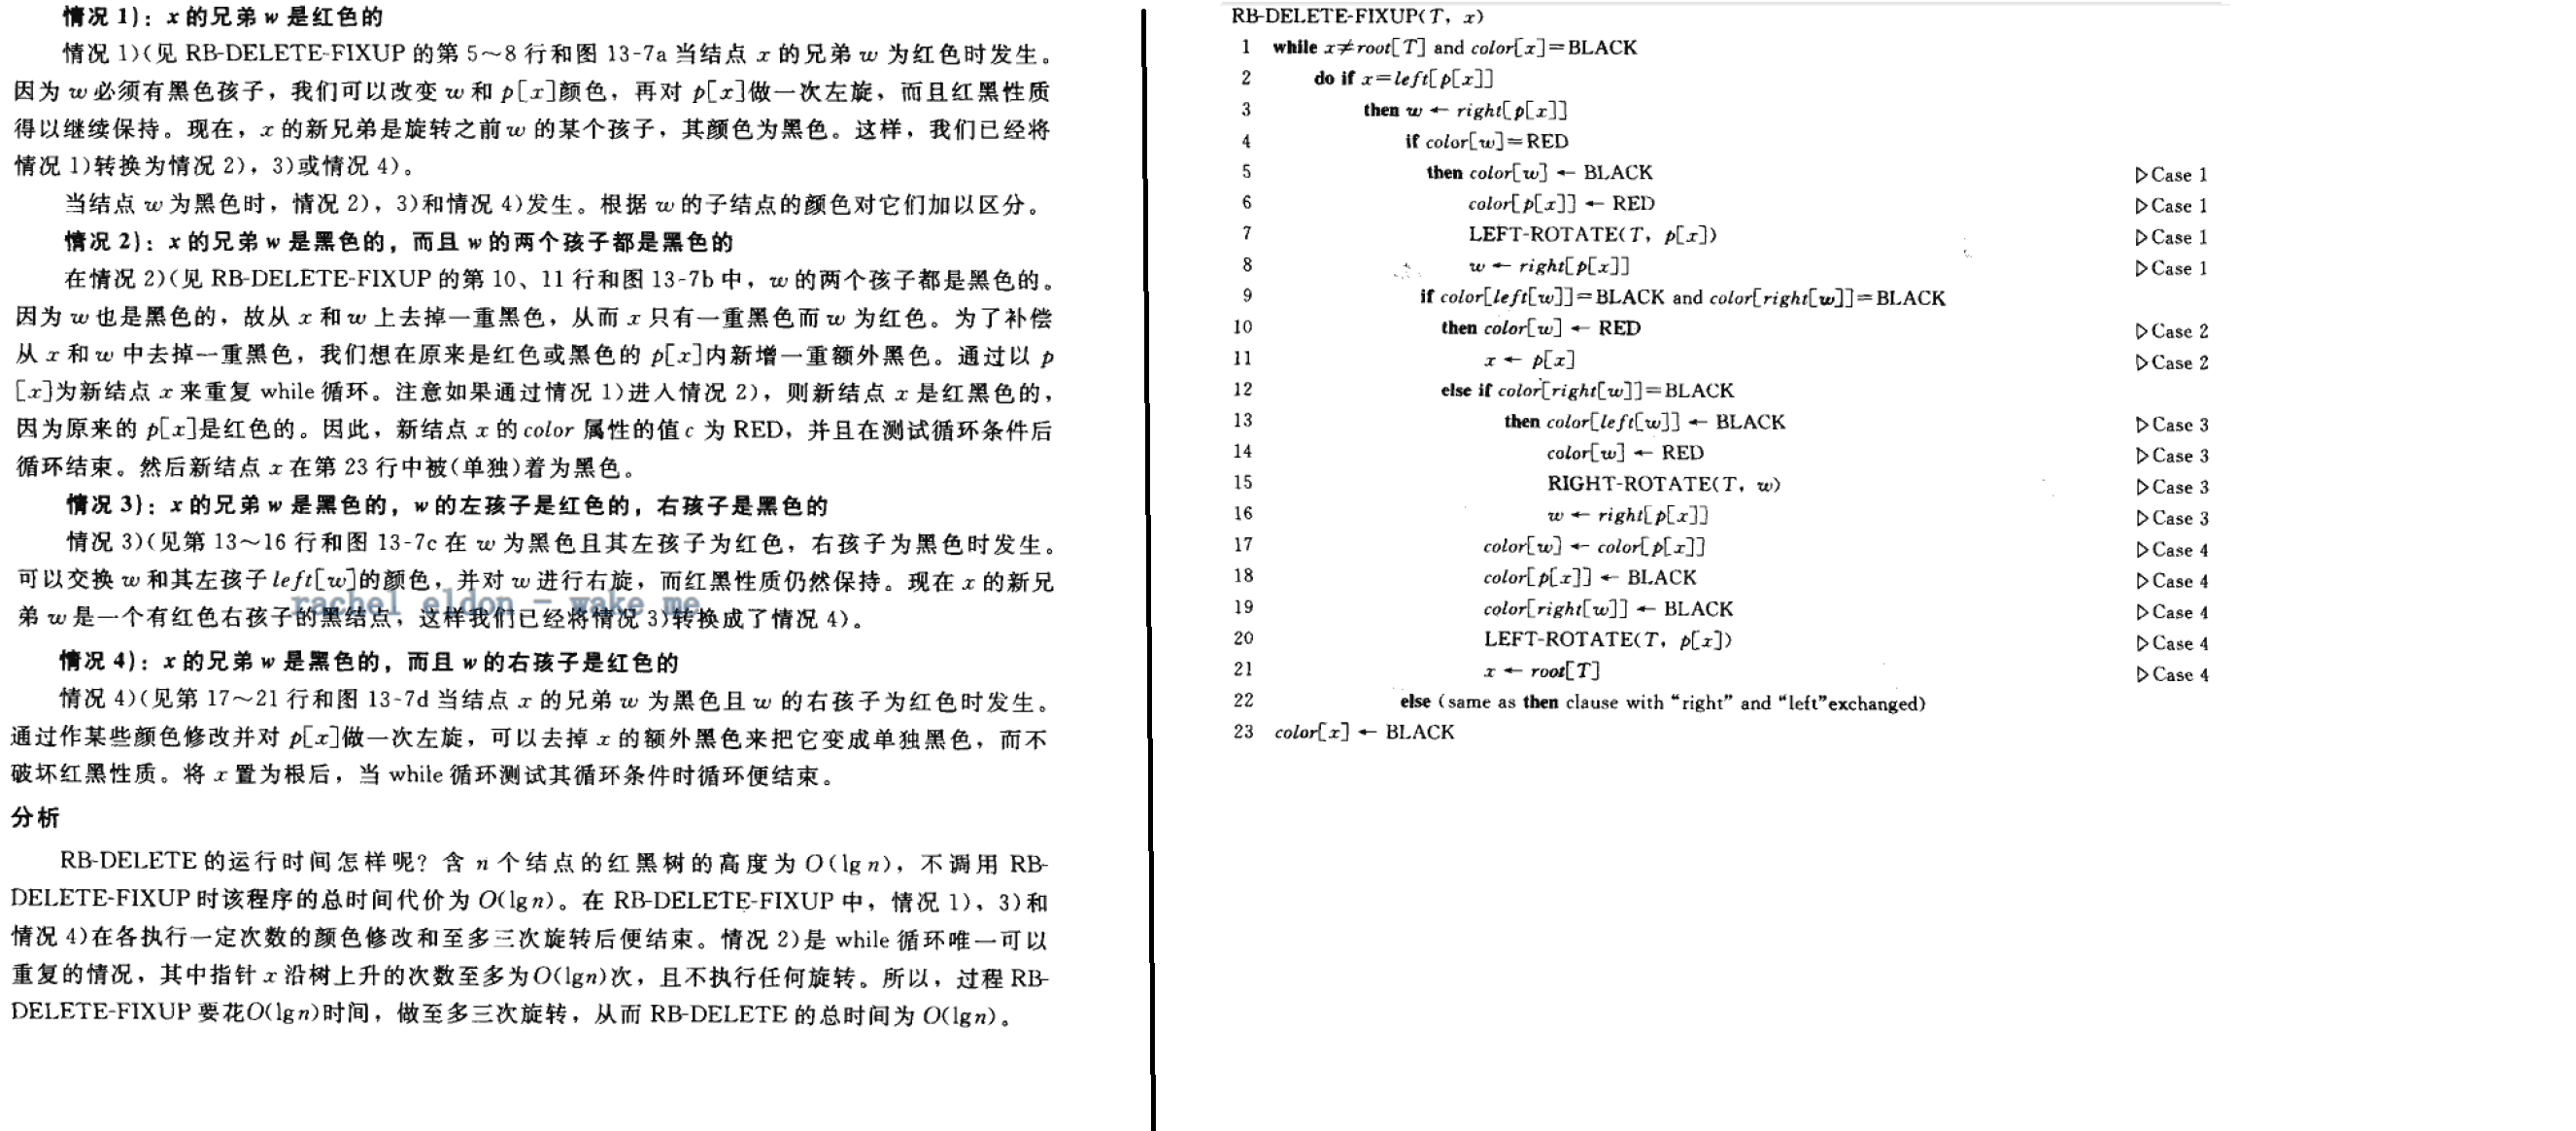 情况 1)：x 的兄弟 w 是红色的
情况 1)(见 RB-DELETE-FIXUP 的第 5～8 行和图 13-7a 当结点 x 的兄弟 w 为红色时发生。
因为 w 必须有黑色孩子，我们可以改变 w 和 p[x]颜色，再对 p[x]做一次左旋，而且红黑性质
得以继续保持。现在，x 的新兄弟是旋转之前 w 的某个孩子，其颜色为黑色。这样，我们已经将
情况 1)转换为情况 2)，3)或情况 4)。
当结点 w 为黑色时，情况 2)，3)和情况 4)发生。根据 w 的子结点的颜色对它们加以区分。
情况 2)：x 的兄弟 w 是黑色的，而且 w 的两个孩子都是黑色的
在情况 2)(见 RB-DELETE-FIXUP 的第 10、11 行和图 13-7b 中，w 的两个孩子都是黑色的。
因为 w 也是黑色的，故从 x 和 w 上去掉一重黑色，从而 x 只有一重黑色而 w 为红色。为了补偿
从 x 和 w 中去掉一重黑色，我们想在原来是红色或黑色的 p[x]内新增一重额外黑色。通过以 p
[x]为新结点 x 来重复 while 循环。注意如果通过情况 1)进入情况 2)，则新结点 x 是红黑色的，
因为原来的 p[x]是红色的。因此，新结点 x 的 color 属性的值 c 为 RED，并且在测试循环条件后
循环结束。然后新结点 x 在第 23 行中被(单独)着为黑色。
情况 3)：x 的兄弟 w 是黑色的，w 的左孩子是红色的，右孩子是黑色的
情况 3)(见第 13～16 行和图 13-7c 在 w 为黑色且其左孩子为红色，右孩子为黑色时发生。
可以交换 w 和其左孩子 left[w]的颜色，并对 w 进行右旋，而红黑性质仍然保持。现在 x 的新兄
rachel eldon - wake me
弟 w 是一个有红色右孩子的黑结点，这样我们已经将情况 3)转换成了情况 4)。
情况 4)：x 的兄弟 w 是黑色的，而且 w 的右孩子是红色的
情况 4)(见第 17～21 行和图 13-7d 当结点 x 的兄弟 w 为黑色且 w 的右孩子为红色时发生。
通过作某些颜色修改并对 p[x]做一次左旋，可以去掉 x 的额外黑色来把它变成单独黑色，而不
破坏红黑性质。将 x 置为根后，当 while 循环测试其循环条件时循环便结束。
分析
RB-DELETE 的运行时间怎样呢？含 n 个结点的红黑树的高度为 O(lg n)，不调用 RB-
DELETE-FIXUP 时该程序的总时间代价为 O(lg n)。在 RB-DELETE-FIXUP 中，情况 1)、3)和
情况 4)在各执行一定次数的颜色修改和至多三次旋转后便结束。情况 2)是 while 循环唯一可以
重复的情况，其中指针 x 沿树上升的次数至多为O(lgn)次，且不执行任何旋转。所以，过程 RB-
DELETE-FIXUP 要花O(lgn)时间，做至多三次旋转，从而 RB-DELETE 的总时间为 O(lgn)。
RB-DELETE-FIXUP(T, x)
1 while x≠root[T] and color[x]=BLACK
2 do if x=left[p[x]]
3 then w ← right[p[x]]
4 if color[w]=RED
5 then color[w] ← BLACK ▷Case 1
6 color[p[x]] ← RED ▷Case 1
7 LEFT-ROTATE(T, p[x]) ▷Case 1
8 w ← right[p[x]] ▷Case 1
9 if color[left[w]]=BLACK and color[right[w]]=BLACK
10 then color[w] ← RED ▷Case 2
11 x ← p[x] ▷Case 2
12 else if color[right[w]]=BLACK
13 then color[left[w]] ← BLACK ▷Case 3
14 color[w] ← RED ▷Case 3
15 RIGHT-ROTATE(T, w) ▷Case 3
16 w ← right[p[x]] ▷Case 3
17 color[w] ← color[p[x]] ▷Case 4
18 color[p[x]] ← BLACK ▷Case 4
19 color[right[w]] ← BLACK ▷Case 4
20 LEFT-ROTATE(T, p[x]) ▷Case 4
21 x ← root[T] ▷Case 4
22 else (same as then clause with “right” and “left”exchanged)
23 color[x] ← BLACK